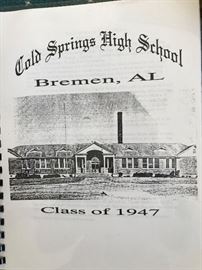 Cold Springs High School
Bremen, AL
Class of 1947